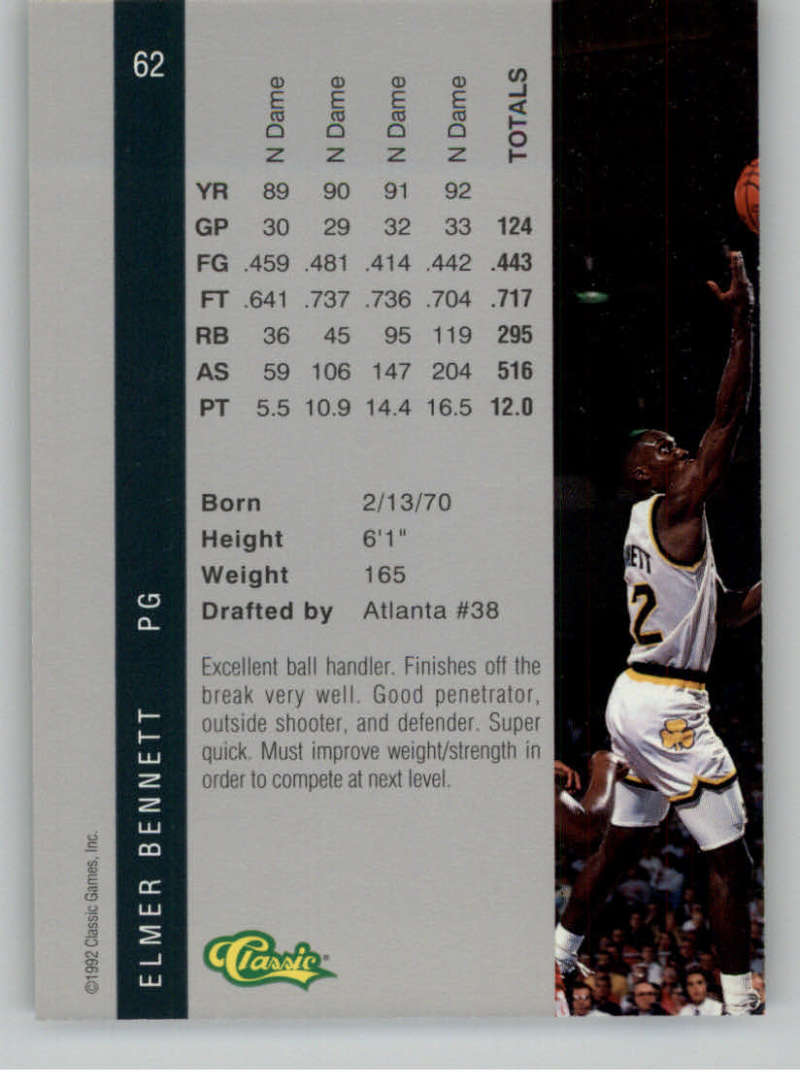 62
N Dame N Dame N Dame N Dame TOTALS
YR 89 90 91 92
GP 30 29 32 33 124
FG .459 .481 .414 .442 .443
FT .641 .737 .736 .704 .717
RB 36 45 95 119 295
AS 59 106 147 204 516
PT 5.5 10.9 14.4 16.5 12.0
Born 2/13/70
Height 6'1"
Weight 165
Drafted by Atlanta #38
Excellent ball handler. Finishes off the
break very well. Good penetrator,
outside shooter, and defender. Super
quick. Must improve weight/strength in
order to compete at next level.
ELMER BENNETT PG
©1992 Classic Games, Inc.
Classic®
ETT
2